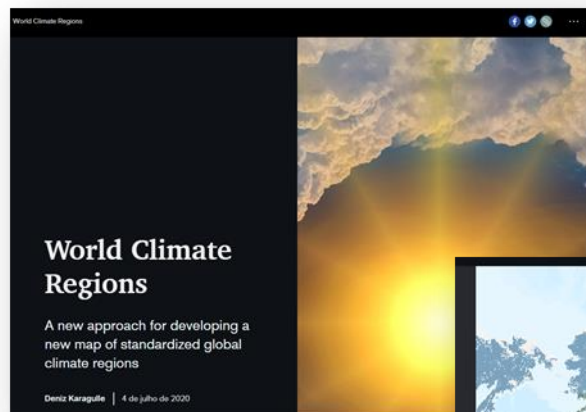 World Climate Regions
World Climate
Regions
A new approach for developing a
new map of standardized global
climate regions
Deniz Karagulle | 4 de julho de 2020